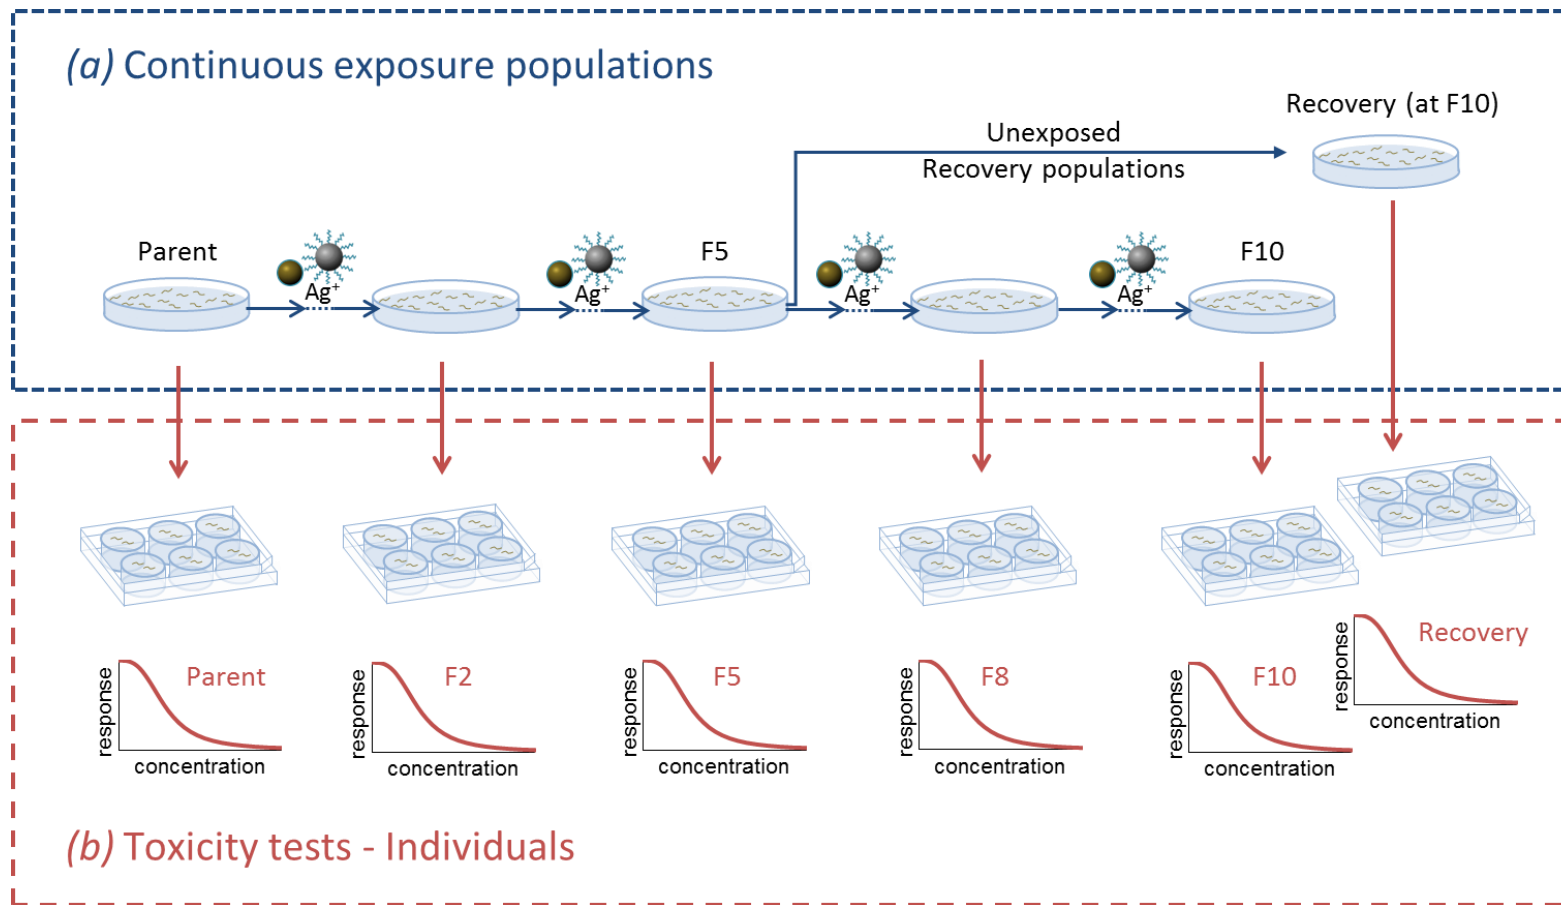 (a) Continuous exposure populations
Recovery (at F10)
Unexposed
Recovery populations
Parent
F5
F10
Ag⁺
Ag⁺
Ag⁺
Ag⁺
response
Parent
concentration
response
F2
concentration
response
F5
concentration
response
F8
concentration
response
F10
concentration
response
Recovery
concentration
(b) Toxicity tests - Individuals